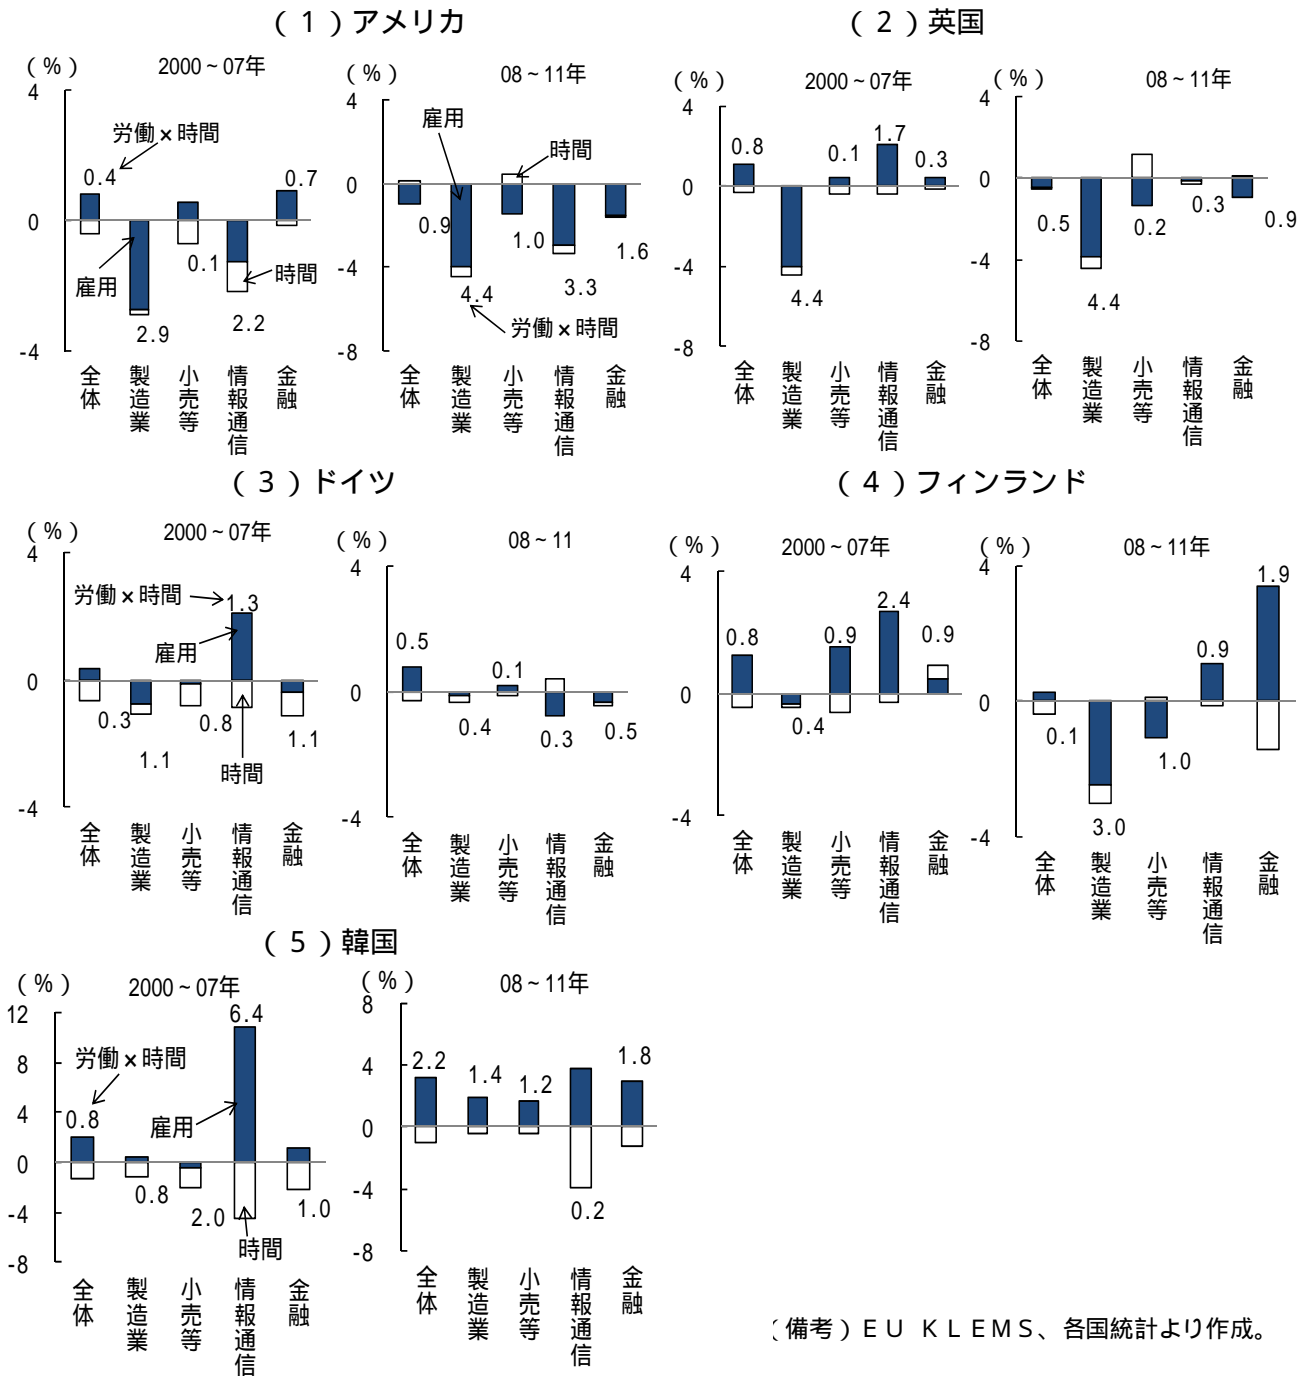 （１）アメリカ
(％) 2000～07年
4
0
-4
労働×時間
0.4
0.7
雇用
0.1
時間
2.9
2.2
全体 製造業 小売等 情報通信 金融
(％) 08～11年
4
0
-4
-8
雇用
時間
0.9
1.0
1.6
4.4
3.3
労働×時間
全体 製造業 小売等 情報通信 金融
（２）英国
(％) 2000～07年
4
0
-4
-8
0.8
0.1
1.7
0.3
4.4
全体 製造業 小売等 情報通信 金融
(％) 08～11年
4
0
-4
-8
0.5
4.4
0.2
0.3
0.9
全体 製造業 小売等 情報通信 金融
（３）ドイツ
(％) 2000～07年
4
0
-4
労働×時間
1.3
雇用
0.3
1.1
0.8
1.1
時間
全体 製造業 小売等 情報通信 金融
(％) 08～11
4
0
-4
0.5
0.4
0.1
0.3
0.5
全体 製造業 小売等 情報通信 金融
（４）フィンランド
(％) 2000～07年
4
0
-4
0.8
0.4
0.9
2.4
0.9
全体 製造業 小売等 情報通信 金融
(％) 08～11年
4
0
-4
0.1
3.0
1.0
0.9
1.9
全体 製造業 小売等 情報通信 金融
（５）韓国
(％) 2000～07年
12
8
4
0
-4
-8
労働×時間
0.8
雇用
6.4
0.8
2.0
1.0
時間
全体 製造業 小売等 情報通信 金融
(％) 08～11年
8
4
0
-4
-8
2.2
1.4
1.2
0.2
1.8
全体 製造業 小売等 情報通信 金融
（備考）ＥＵ ＫＬＥＭＳ、各国統計より作成。